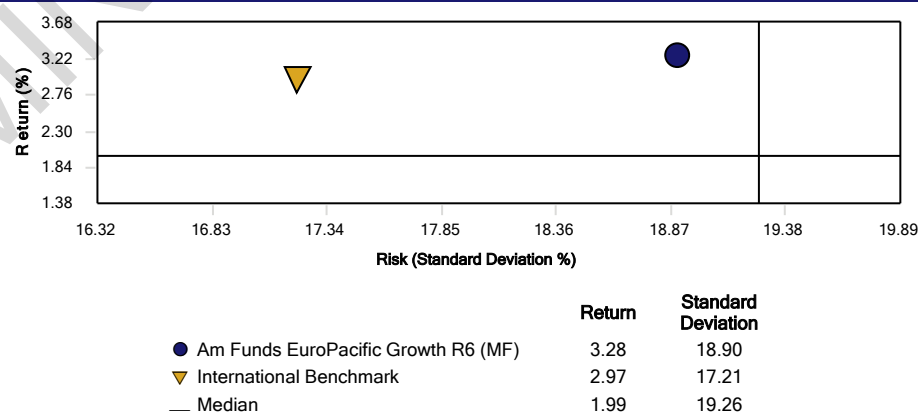 3.68
3.22
2.76
2.30
1.84
1.38
Return (%)
16.32 16.83 17.34 17.85 18.36 18.87 19.38 19.89
Risk (Standard Deviation %)
Return Standard Deviation
Am Funds EuroPacific Growth R6 (MF) 3.28 18.90
International Benchmark 2.97 17.21
Median 1.99 19.26